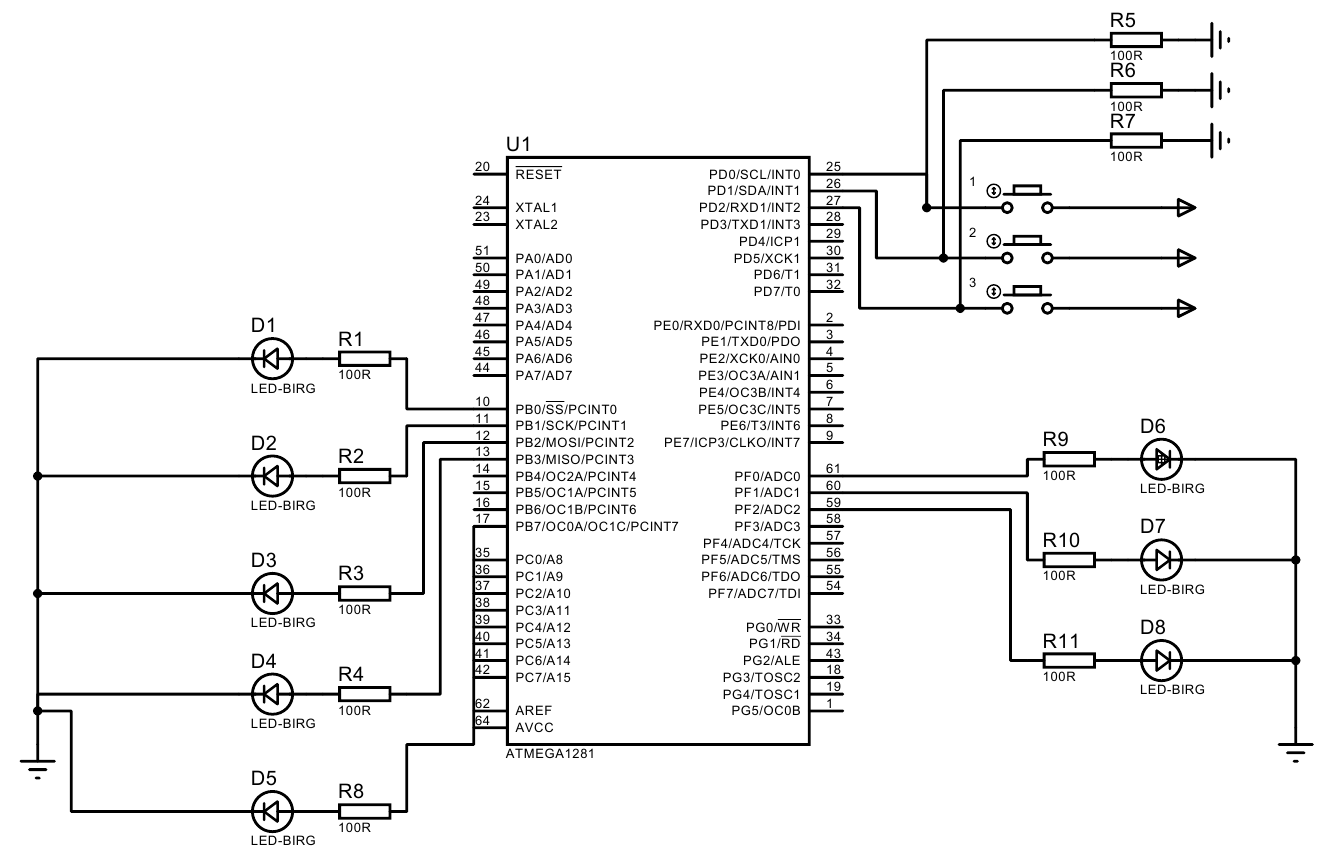 R5
100R
R6
100R
R7
100R
U1
20 RESET
24 XTAL1
23 XTAL2
51 PA0/AD0
50 PA1/AD1
49 PA2/AD2
48 PA3/AD3
47 PA4/AD4
46 PA5/AD5
45 PA6/AD6
44 PA7/AD7
10 PB0/SS/PCINT0
11 PB1/SCK/PCINT1
12 PB2/MOSI/PCINT2
13 PB3/MISO/PCINT3
14 PB4/OC2A/PCINT4
15 PB5/OC1A/PCINT5
16 PB6/OC1B/PCINT6
17 PB7/OC0A/OC1C/PCINT7
35 PC0/A8
36 PC1/A9
37 PC2/A10
38 PC3/A11
39 PC4/A12
40 PC5/A13
41 PC6/A14
42 PC7/A15
62 AREF
64 AVCC
PD0/SCL/INT0 25
PD1/SDA/INT1 26
PD2/RXD1/INT2 27
PD3/TXD1/INT3 28
PD4/ICP1 29
PD5/XCK1 30
PD6/T1 31
PD7/T0 32
PE0/RXD0/PCINT8/PDI 2
PE1/TXD0/PDO 3
PE2/XCK0/AIN0 4
PE3/OC3A/AIN1 5
PE4/OC3B/INT4 6
PE5/OC3C/INT5 7
PE6/T3/INT6 8
PE7/ICP3/CLKO/INT7 9
PF0/ADC0 61
PF1/ADC1 60
PF2/ADC2 59
PF3/ADC3 58
PF4/ADC4/TCK 57
PF5/ADC5/TMS 56
PF6/ADC6/TDO 55
PF7/ADC7/TDI 54
PG0/WR 33
PG1/RD 34
PG2/ALE 43
PG3/TOSC2 18
PG4/TOSC1 19
PG5/OC0B 1
ATMEGA1281
1
2
3
D1 R1
LED-BIRG 100R
D2 R2
LED-BIRG 100R
D3 R3
LED-BIRG 100R
D4 R4
LED-BIRG 100R
D5 R8
LED-BIRG 100R
R9 D6
100R LED-BIRG
R10 D7
100R LED-BIRG
R11 D8
100R LED-BIRG